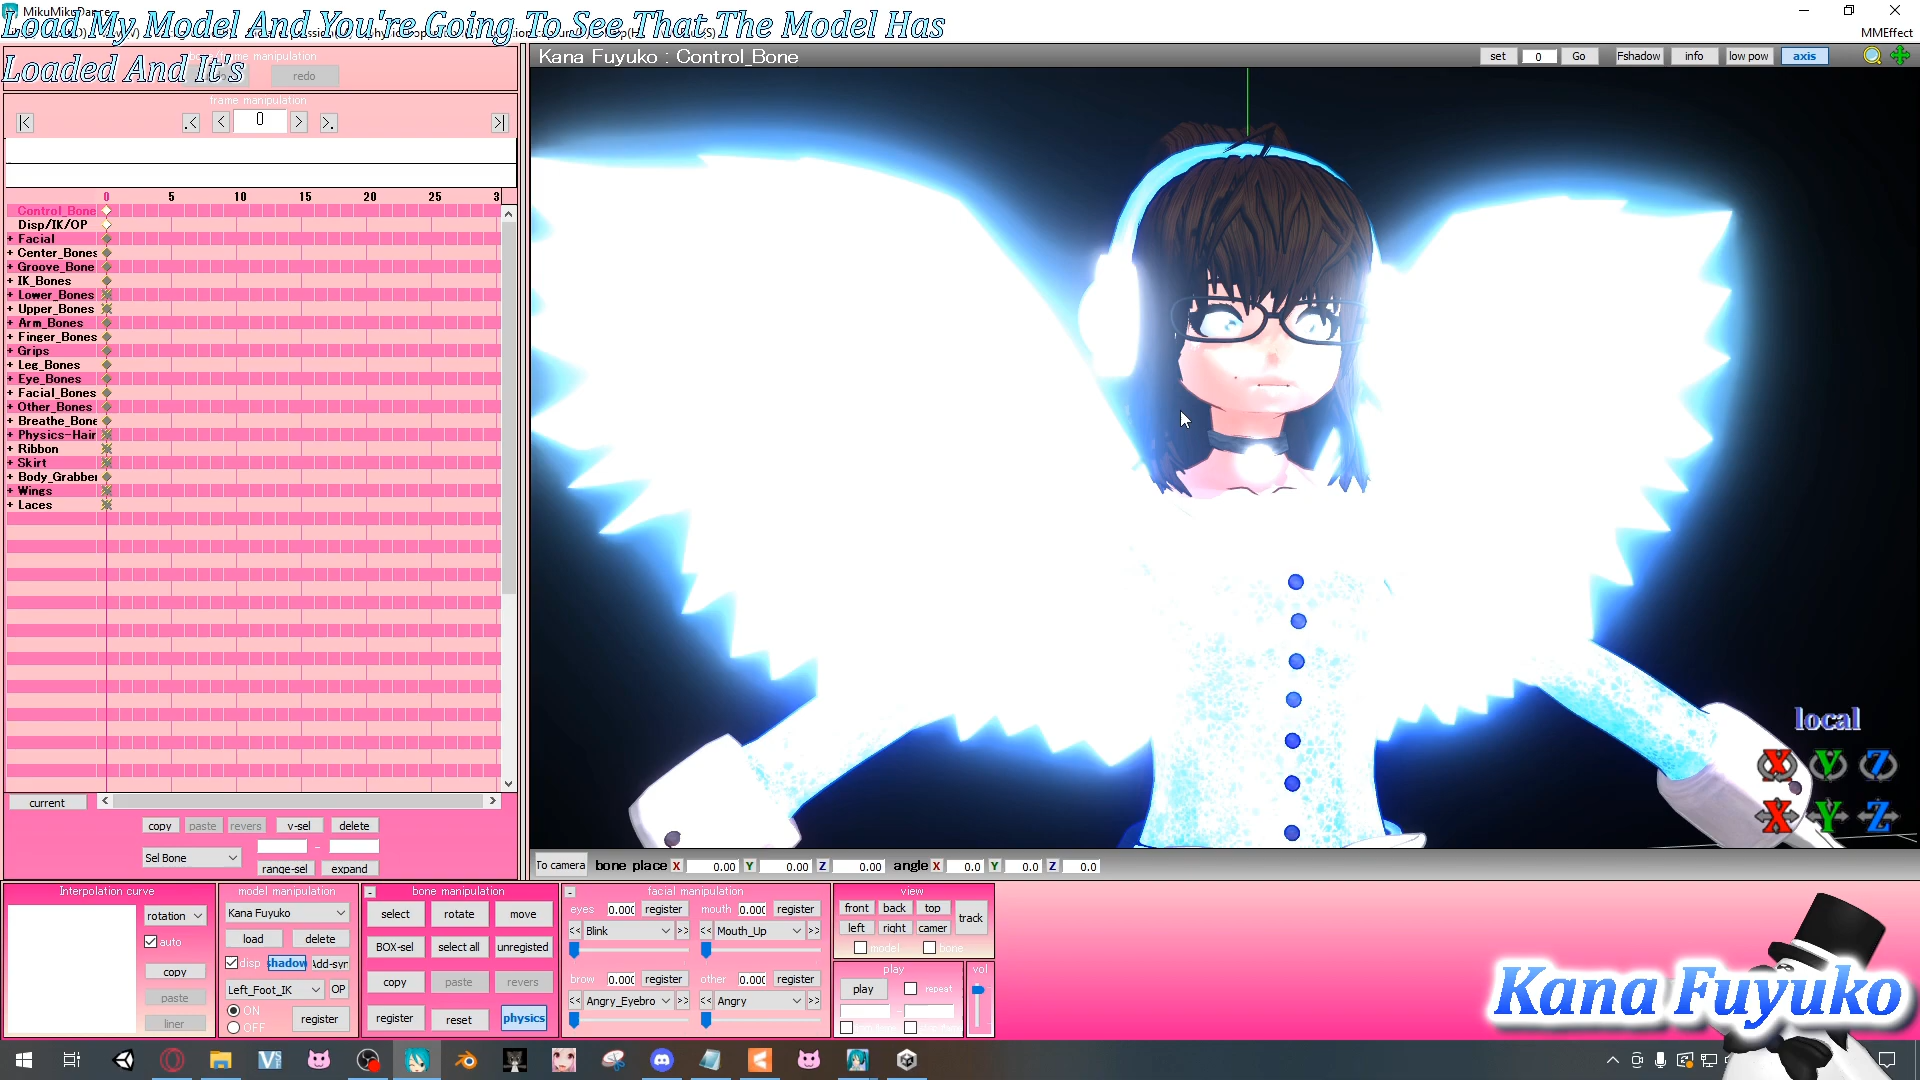 MikuMikuDance
Load My Model And You're Going To See That The Model Has
Loaded And It's
MMEffect
redo
frame manipulation
0
Kana Fuyuko : Control_Bone
set 0 Go Fshadow info low pow axis
0 5 10 15 20 25 3
Control_Bone
Disp/IK/OP
+ Facial
+ Center_Bones
+ Groove_Bone
+ IK_Bones
+ Lower_Bones
+ Upper_Bones
+ Arm_Bones
+ Finger_Bones
+ Grips
+ Leg_Bones
+ Eye_Bones
+ Facial_Bones
+ Other_Bones
+ Breathe_Bone
+ Physics-Hair
+ Ribbon
+ Skirt
+ Body_Grabber
+ Wings
+ Laces
local
X Y Z
X Y Z
current
copy paste revers v-sel delete
Sel Bone
-
range-sel expand
To camera bone place X 0.00 Y 0.00 Z 0.00 angle X 0.0 Y 0.0 Z 0.0
Interpolation curve
rotation
auto
copy
paste
liner
model manipulation
Kana Fuyuko
load delete
disp shadow Add-syn
Left_Foot_IK OP
ON
OFF
register
- bone manipulation
select rotate move
BOX-sel select all unregisted
copy paste revers
register reset physics
- facial manipulation
eyes 0.000 register mouth 0.000 register
<< Blink >> << Mouth_Up >>
brow 0.000 register other 0.000 register
<< Angry_Eyebro >> << Angry >>
view
front back top
left right camer
track
model bone
play
play repeat
vol
Kana Fuyuko